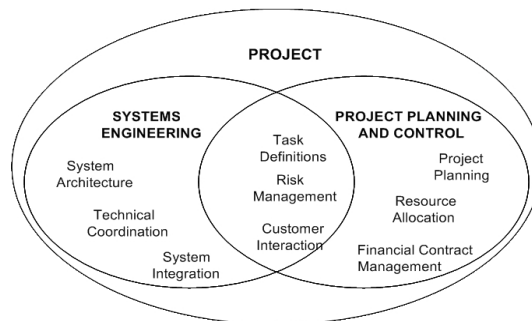 PROJECT
SYSTEMS
ENGINEERING
System
Architecture
Technical
Coordination
System
Integration
Task
Definitions
Risk
Management
Customer
Interaction
PROJECT PLANNING
AND CONTROL
Project
Planning
Resource
Allocation
Financial Contract
Management